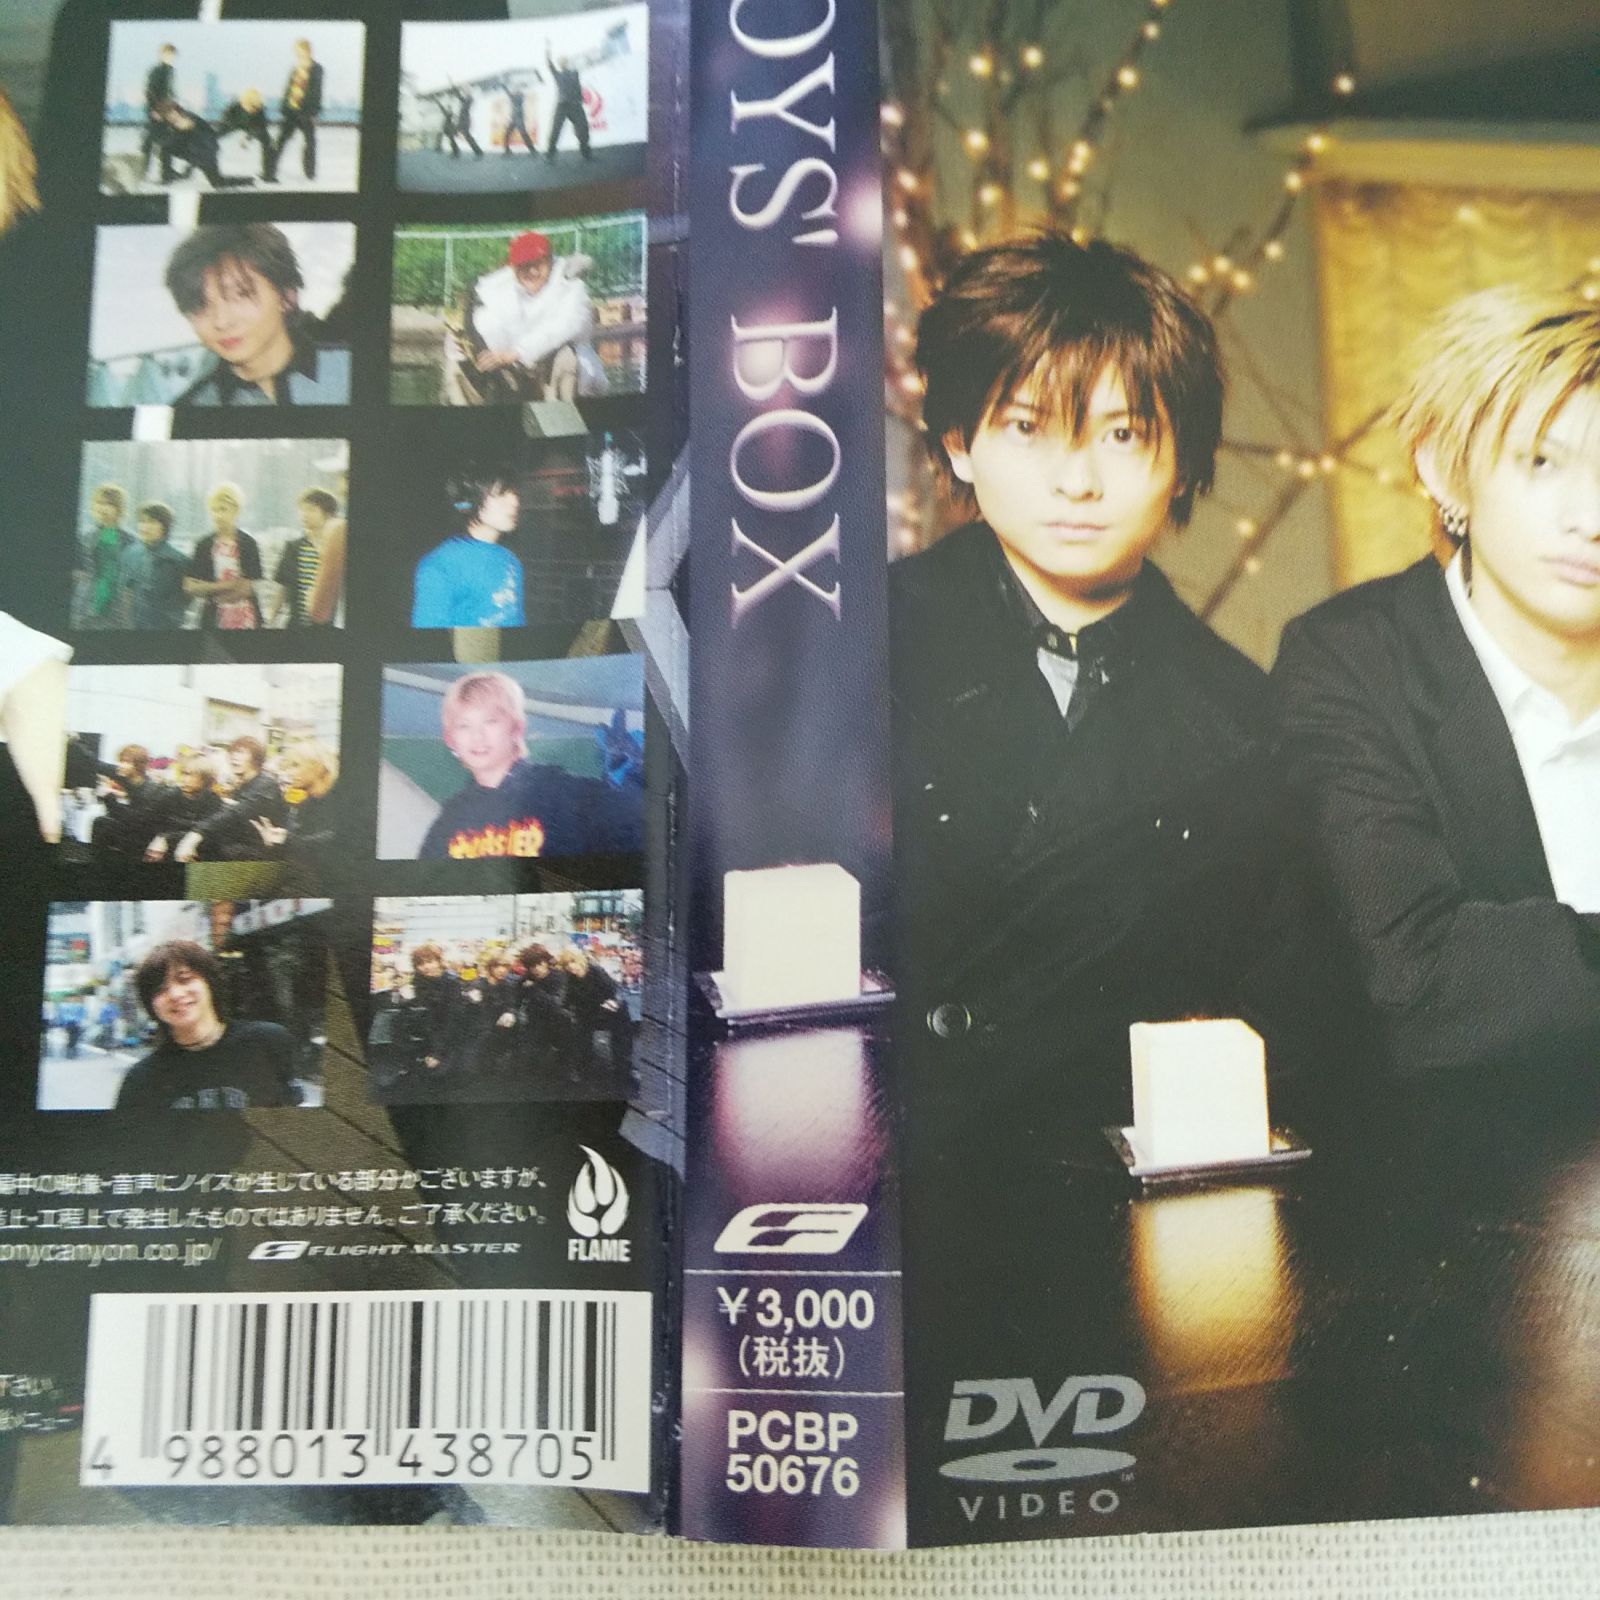 OYS' BOX
中の映像・音声にノイズが生じている部分がございますが、
上・工程上で発生したものではありません。ご了承ください。
onycanyon.co.jp/ FLIGHT MASTER
FLAME
4 988013 438705
¥3,000
(税抜)
PCBP
50676
DVD
VIDEO